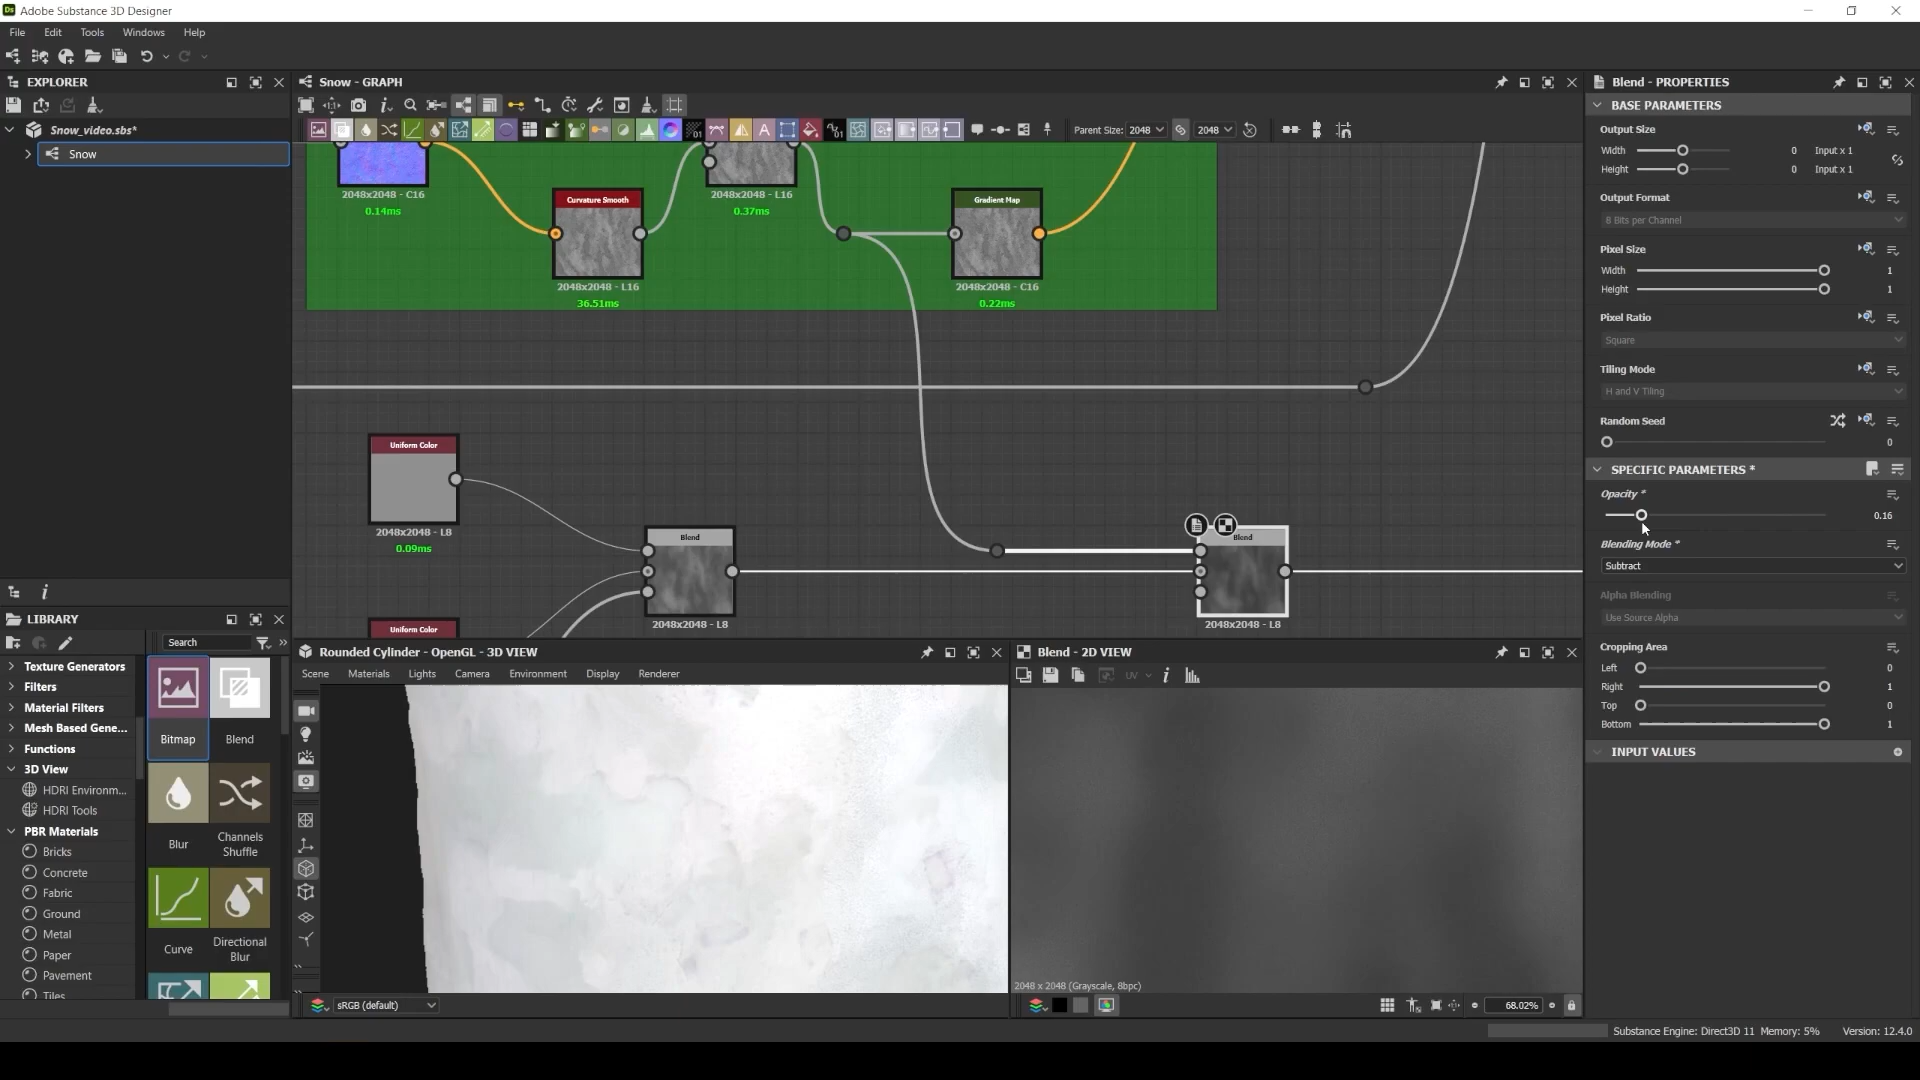 Adobe Substance 3D Designer
File Edit Tools Windows Help
EXPLORER
Snow_video.sbs*
Snow
Snow - GRAPH
Parent Size: 2048 2048
2048x2048 - C16
0.14ms
Curvature Smooth
2048x2048 - L16
36.51ms
2048x2048 - L16
0.37ms
Gradient Map
2048x2048 - C16
0.22ms
Uniform Color
2048x2048 - L8
0.09ms
Uniform Color
Blend
2048x2048 - L8
Blend
2048x2048 - L8
LIBRARY
Search
Texture Generators
Filters
Material Filters
Mesh Based Gene...
Functions
3D View
HDRI Environm...
HDRI Tools
PBR Materials
Bricks
Concrete
Fabric
Ground
Metal
Paper
Pavement
Tiles
Bitmap
Blend
Blur
Channels Shuffle
Curve
Directional Blur
Rounded Cylinder - OpenGL - 3D VIEW
Scene Materials Lights Camera Environment Display Renderer
sRGB (default)
Blend - 2D VIEW
UV
2048 x 2048 (Grayscale, 8bpc)
68.02%
Blend - PROPERTIES
BASE PARAMETERS
Output Size
Width 0 Input x 1
Height 0 Input x 1
Output Format
8 Bits per Channel
Pixel Size
Width 1
Height 1
Pixel Ratio
Square
Tiling Mode
H and V Tiling
Random Seed
0
SPECIFIC PARAMETERS *
Opacity *
0.16
Blending Mode *
Subtract
Alpha Blending
Use Source Alpha
Cropping Area
Left 0
Right 1
Top 0
Bottom 1
INPUT VALUES
Substance Engine: Direct3D 11 Memory: 5% Version: 12.4.0